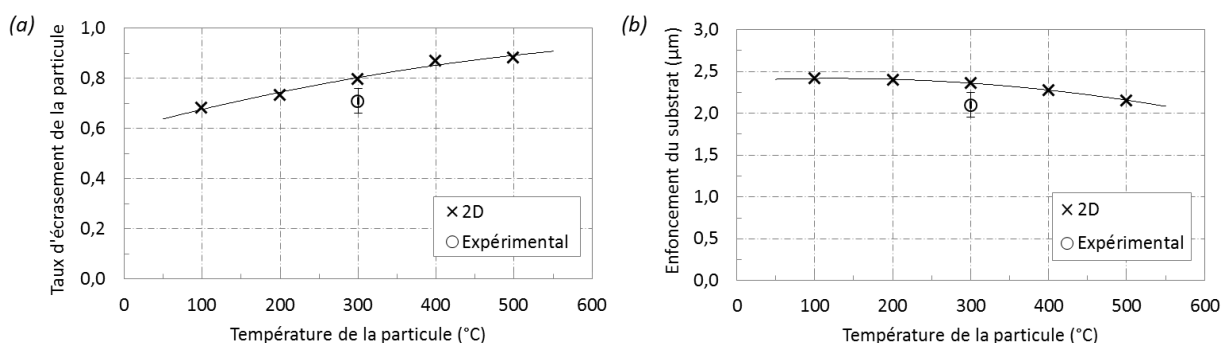 (a)
Taux d'écrasement de la particule
1,0
0,8
0,6
0,4
0,2
0,0
0 100 200 300 400 500 600
Température de la particule (°C)
2D
Expérimental
(b)
Enfoncement du substrat (µm)
3,0
2,5
2,0
1,5
1,0
0,5
0,0
0 100 200 300 400 500 600
Température de la particule (°C)
2D
Expérimental